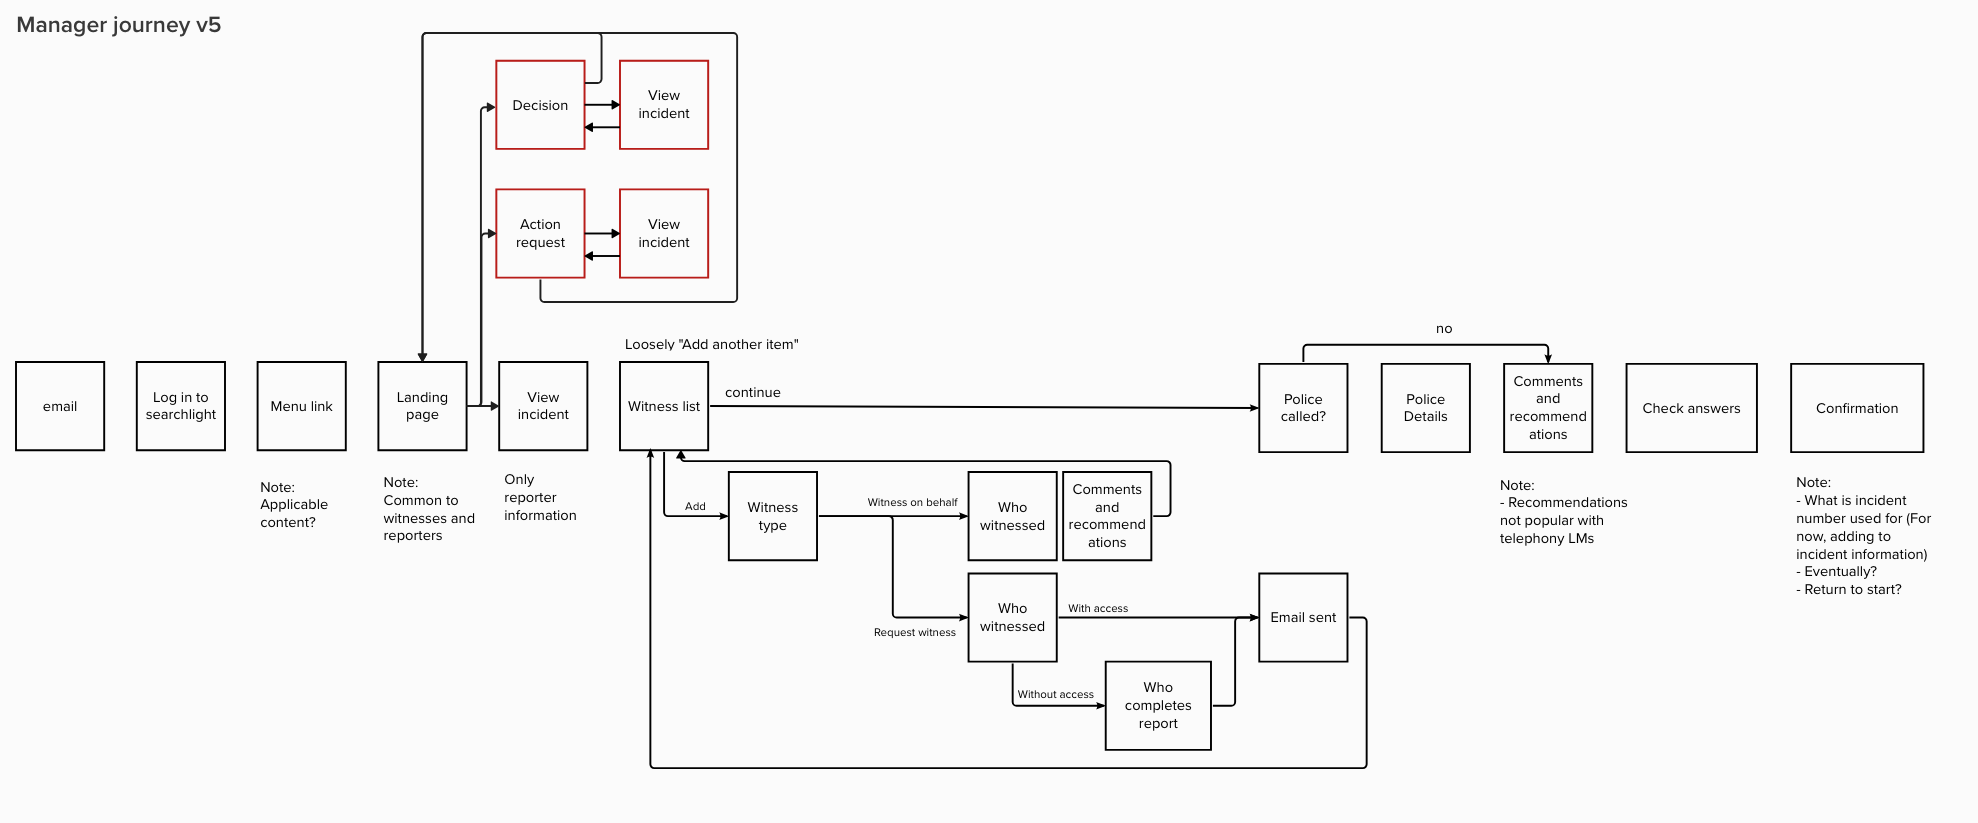 Manager journey v5
Decision
View
incident
Action
request
View
incident
Loosely "Add another item"
no
email
Log in to
searchlight
Menu link
Landing
page
View
incident
Witness list
continue
Police
called?
Police
Details
Comments
and
recommend
ations
Check answers
Confirmation
Note:
Applicable
content?
Note:
Common to
witnesses and
reporters
Only
reporter
information
Add
Witness
type
Witness on behalf
Who
witnessed
Comments
and
recommend
ations
Note:
- Recommendations
not popular with
telephony LMs
Note:
- What is incident
number used for (For
now, adding to
incident information)
- Eventually?
- Return to start?
Request witness
Who
witnessed
With access
Email sent
Without access
Who
completes
report